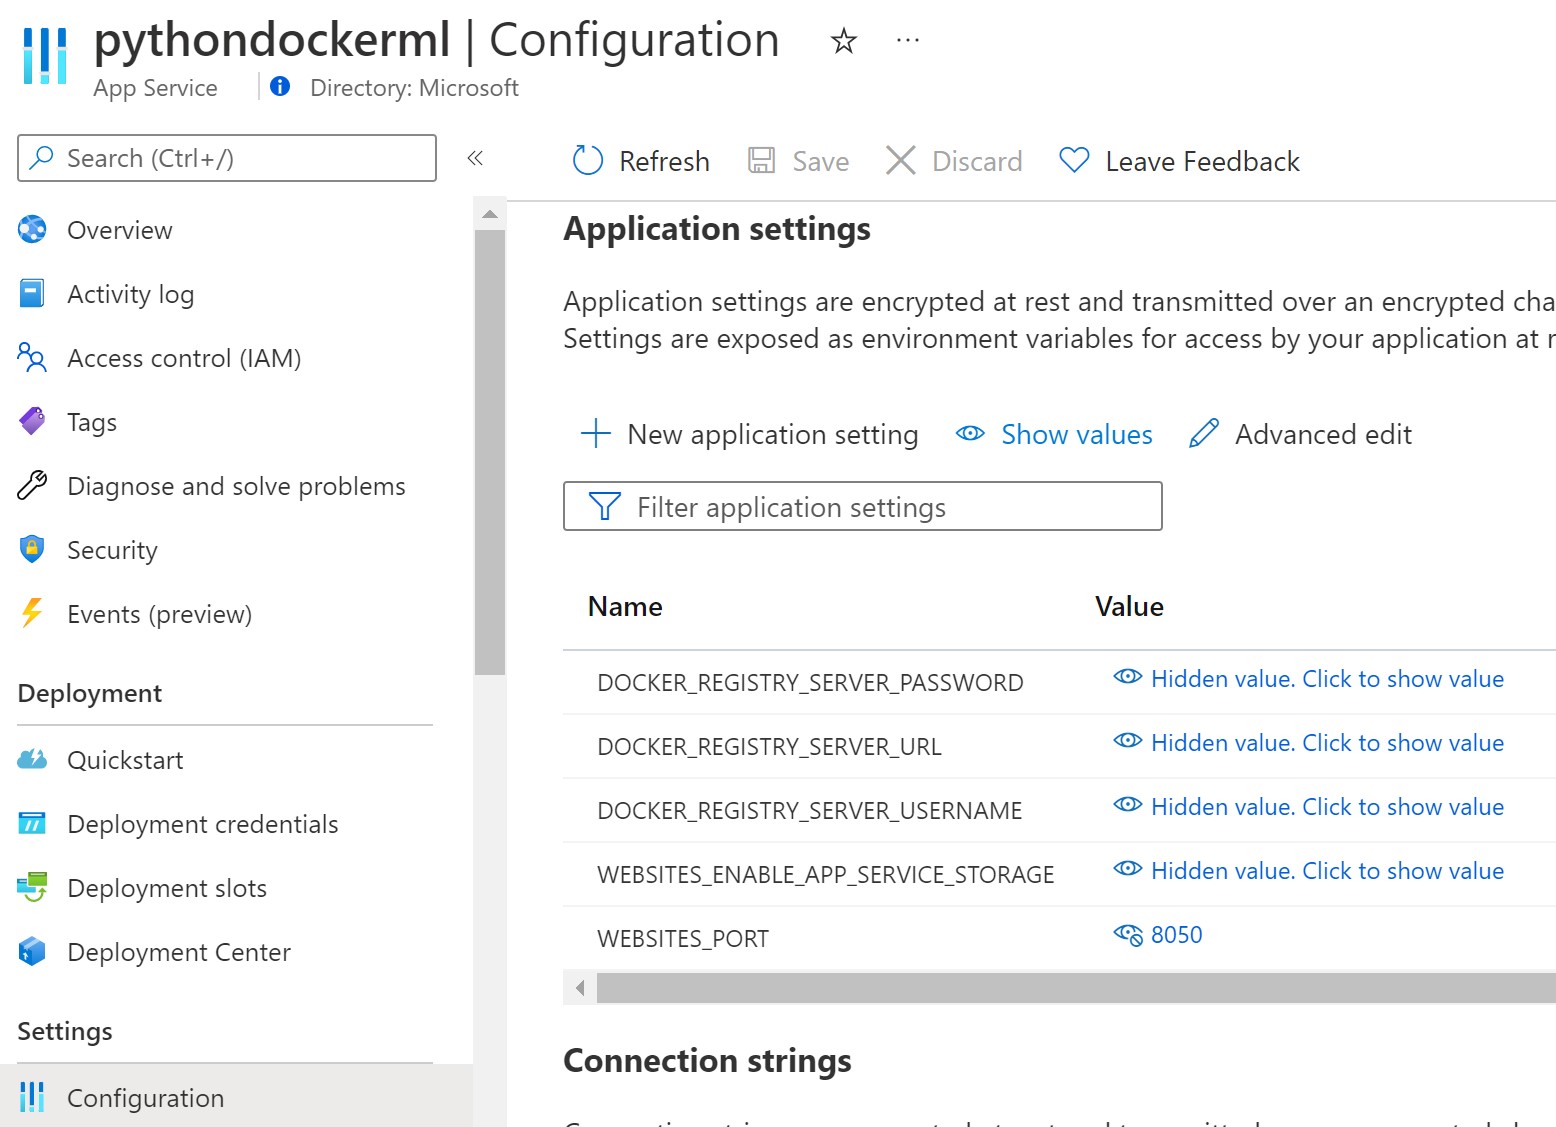 pythondockerml | Configuration ☆ ···
App Service | Directory: Microsoft
Search (Ctrl+/)
«
Refresh Save Discard Leave Feedback
Overview
Activity log
Access control (IAM)
Tags
Diagnose and solve problems
Security
Events (preview)
Deployment
Quickstart
Deployment credentials
Deployment slots
Deployment Center
Settings
Configuration
Application settings
Application settings are encrypted at rest and transmitted over an encrypted cha
Settings are exposed as environment variables for access by your application at r
New application setting Show values Advanced edit
Filter application settings
Name Value
DOCKER_REGISTRY_SERVER_PASSWORD Hidden value. Click to show value
DOCKER_REGISTRY_SERVER_URL Hidden value. Click to show value
DOCKER_REGISTRY_SERVER_USERNAME Hidden value. Click to show value
WEBSITES_ENABLE_APP_SERVICE_STORAGE Hidden value. Click to show value
WEBSITES_PORT 8050
Connection strings